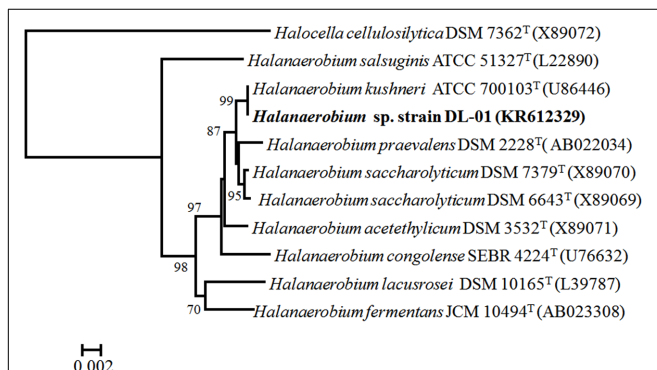 Halocella cellulosilytica DSM 7362ᵀ (X89072)
Halanaerobium salsuginis ATCC 51327ᵀ (L22890)
Halanaerobium kushneri ATCC 700103ᵀ (U86446)
99
Halanaerobium sp. strain DL-01 (KR612329)
87
Halanaerobium praevalens DSM 2228ᵀ (AB022034)
Halanaerobium saccharolyticum DSM 7379ᵀ (X89070)
95
Halanaerobium saccharolyticum DSM 6643ᵀ (X89069)
97
Halanaerobium acetethylicum DSM 3532ᵀ (X89071)
Halanaerobium congolense SEBR 4224ᵀ (U76632)
98
Halanaerobium lacusrosei DSM 10165ᵀ (L39787)
70
Halanaerobium fermentans JCM 10494ᵀ (AB023308)
0.002